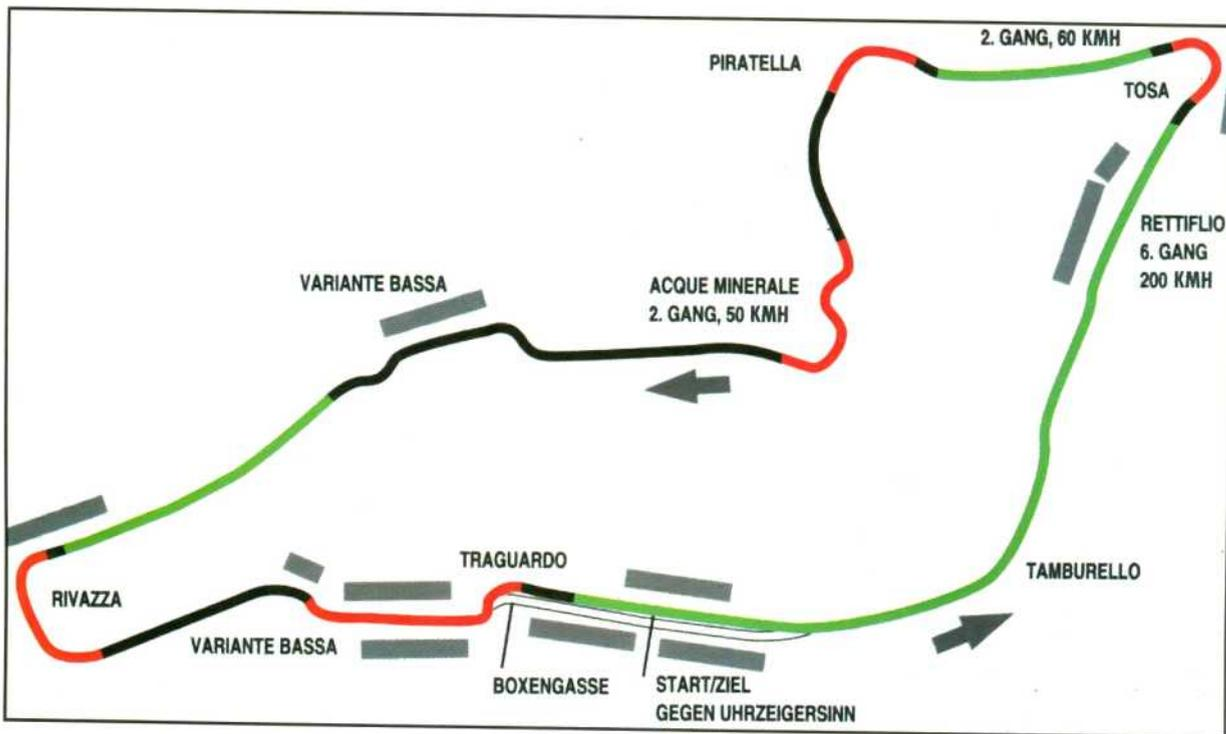 2. GANG, 60 KMH
PIRATELLA
TOSA
RETTIFLIO
6. GANG
200 KMH
VARIANTE BASSA
ACQUE MINERALE
2. GANG, 50 KMH
TRAGUARDO
TAMBURELLO
RIVAZZA
VARIANTE BASSA
BOXENGASSE
START/ZIEL
GEGEN UHRZEIGERSINN